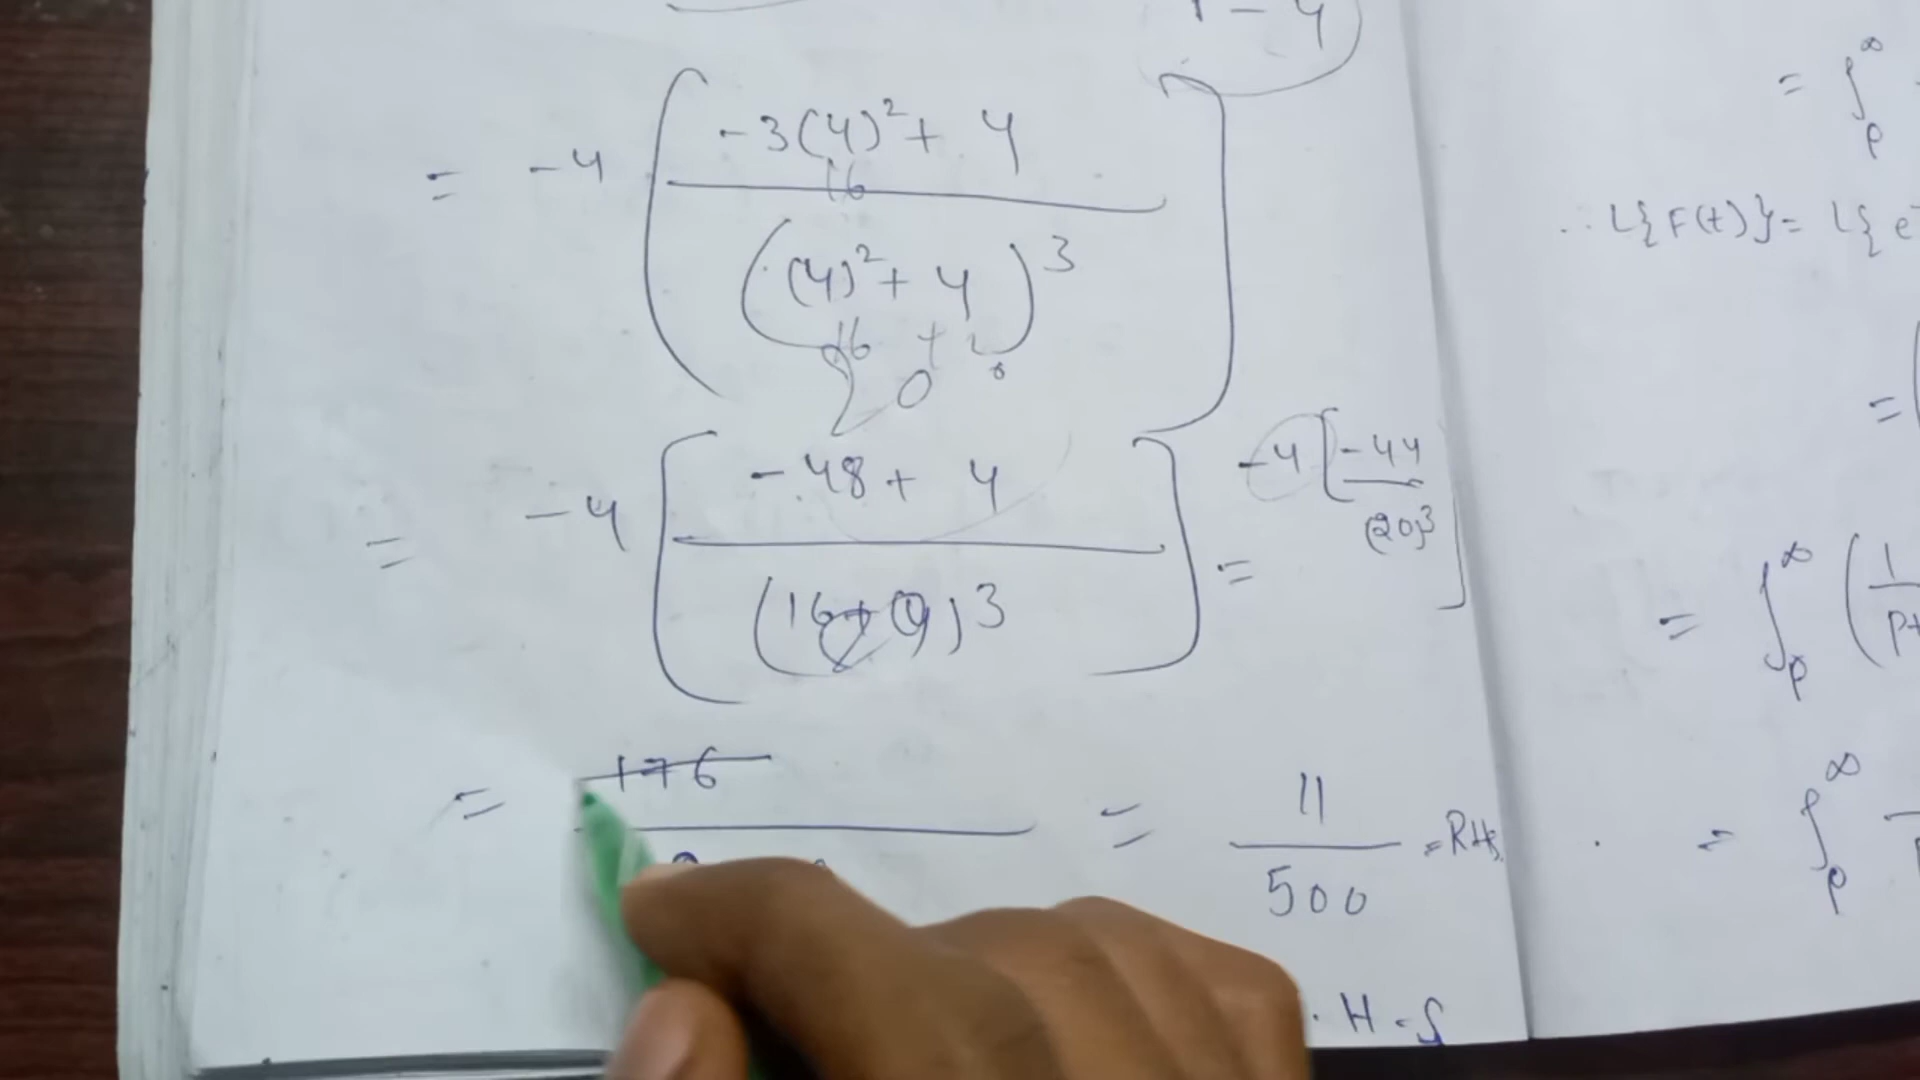 - 4
= -4 [ -3(4)² + 4
16
((4)² + 4)³ ]
16 +
20
= -4 [ -48 + 4
(16+4)³ ] = -4 [ -44
(20)³ ]
= 176
= 11
500 = RHS.
. H . S
= ∫ ∞
p
∴ L{F(t)} = L{ e
=
= ∫ ∞ ( 1
p p+
= ∫ ∞
p